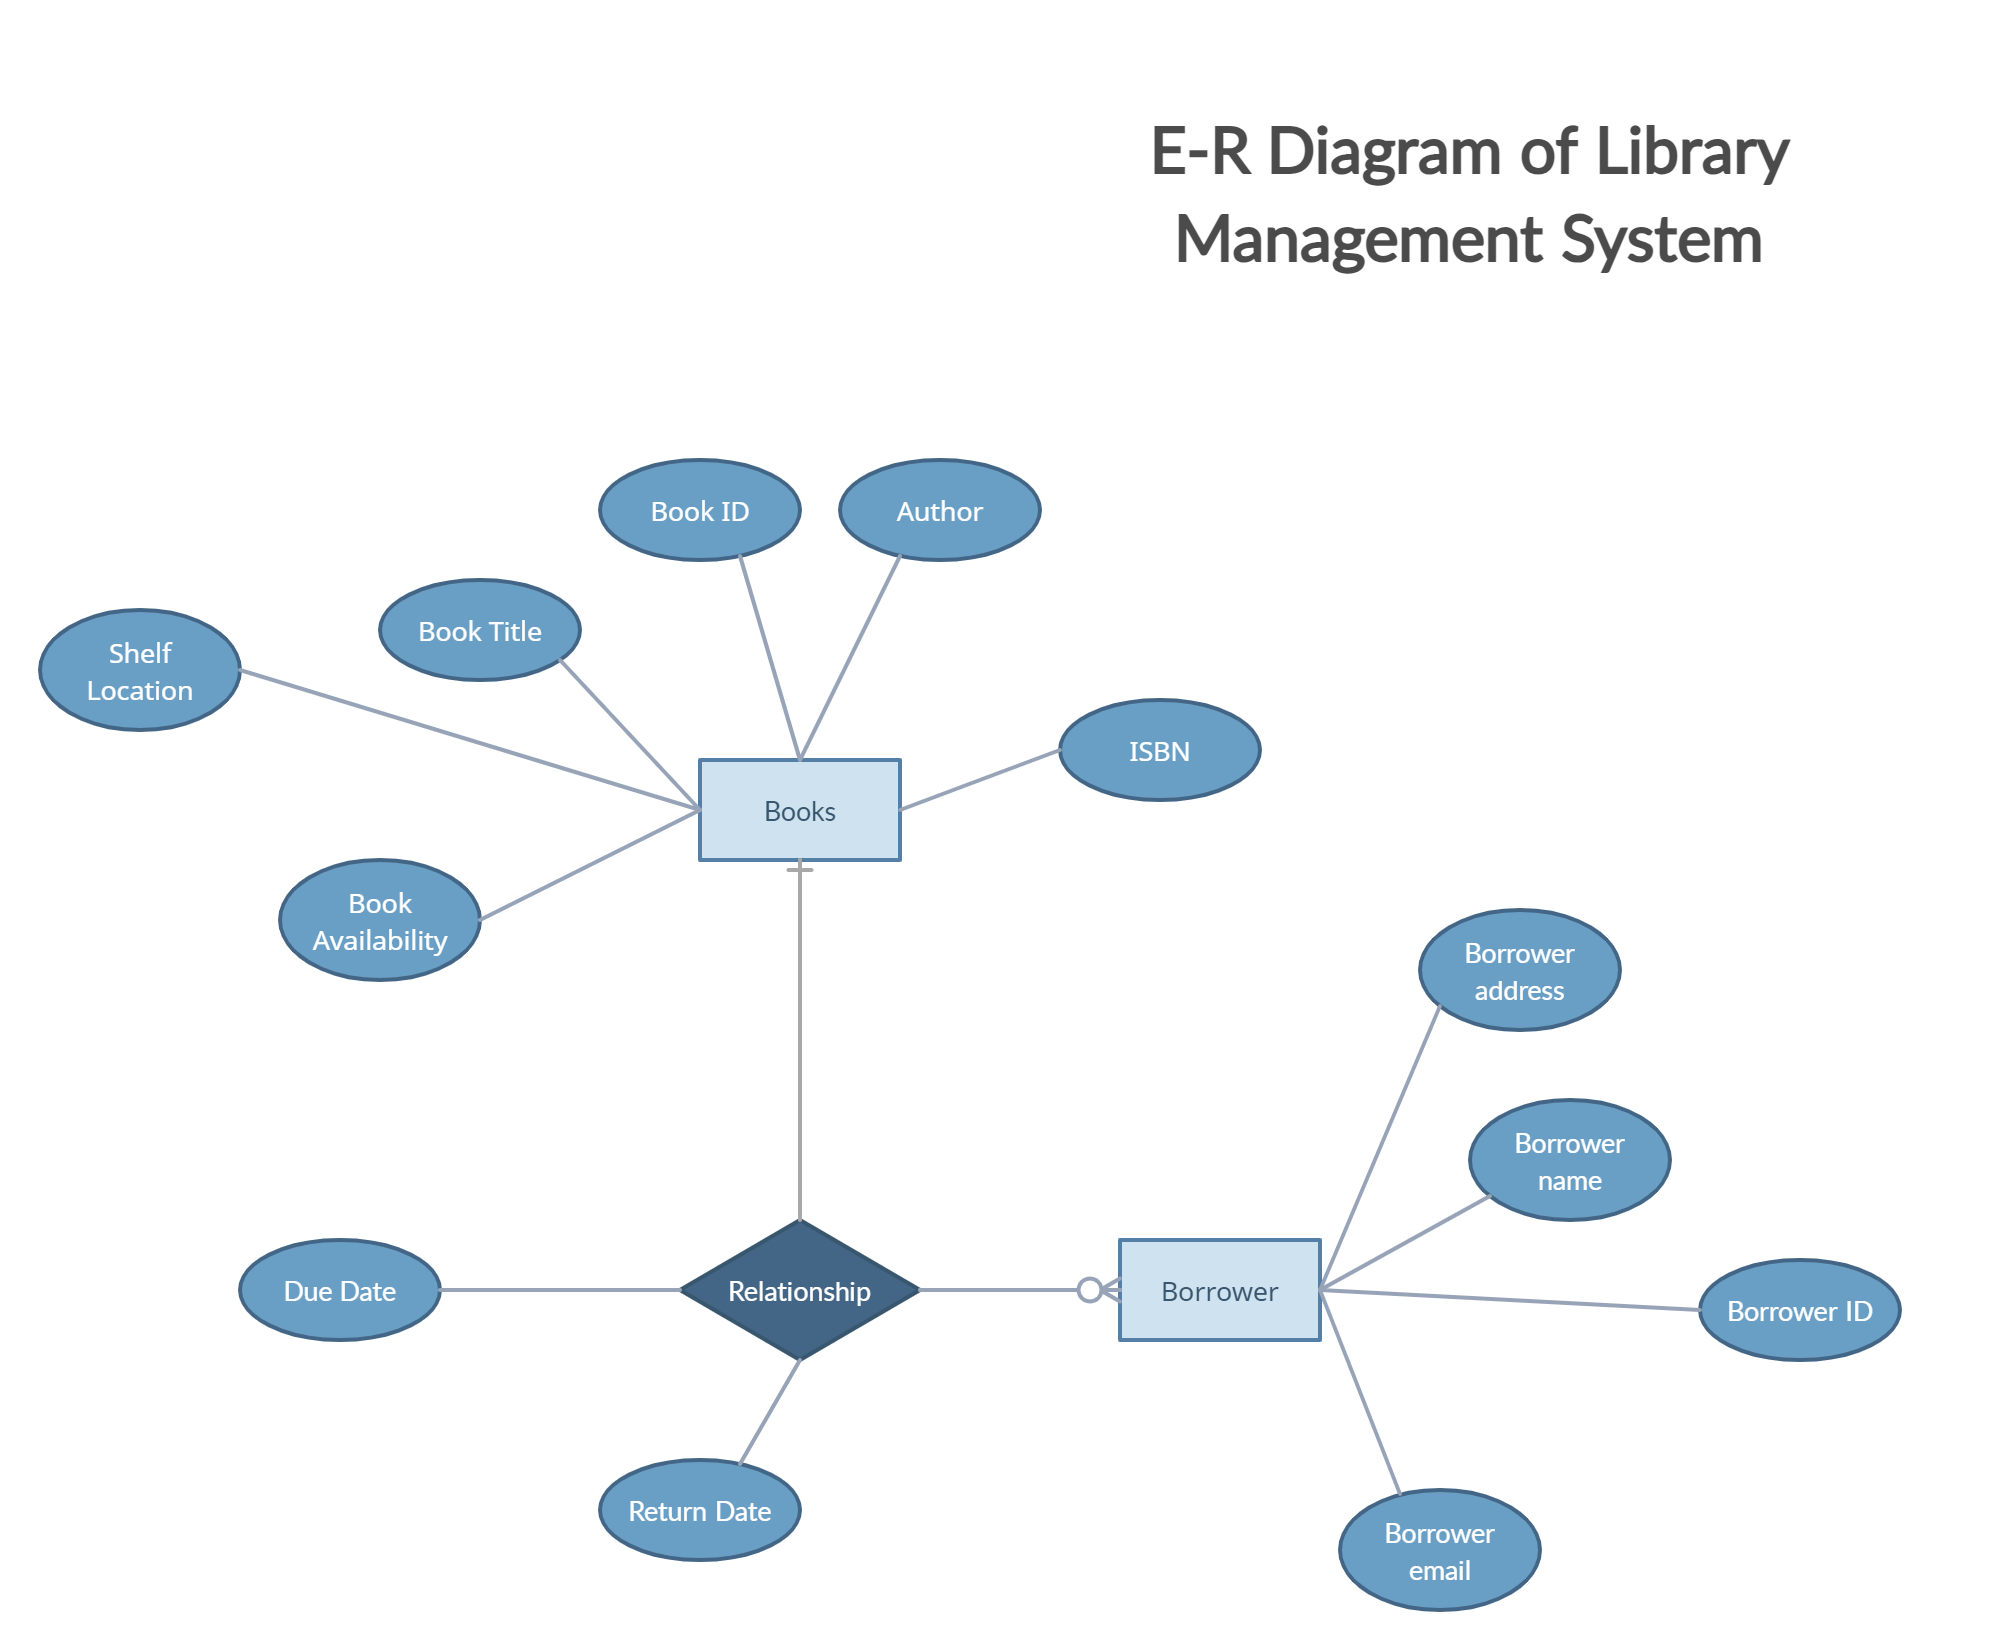 E-R Diagram of Library
Management System
Book ID
Author
Book Title
Shelf
Location
ISBN
Books
Book
Availability
Borrower
address
Borrower
name
Due Date
Relationship
Borrower
Borrower ID
Return Date
Borrower
email